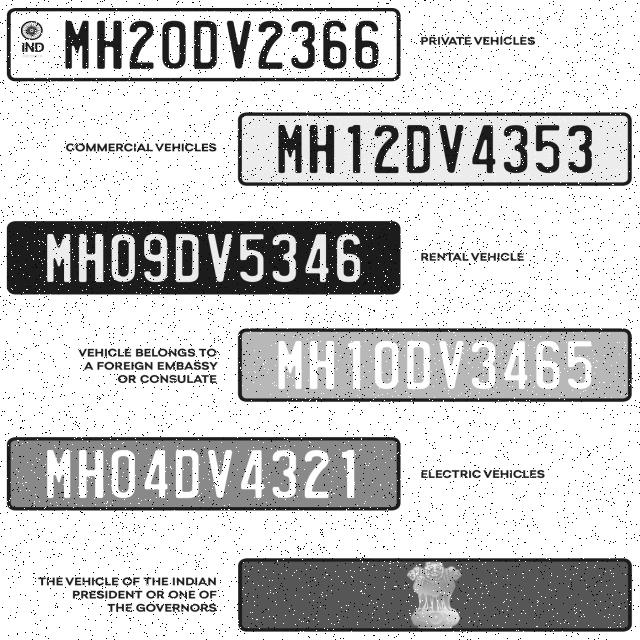 IND
MH20DV2366
PRIVATE VEHICLES
COMMERCIAL VEHICLES
MH12DV4353
MH09DV5346
RENTAL VEHICLE
VEHICLE BELONGS TO
A FOREIGN EMBASSY
OR CONSULATE
MH10DV3465
MH04DV4321
ELECTRIC VEHICLES
THE VEHICLE OF THE INDIAN
PRESIDENT OR ONE OF
THE GOVERNORS